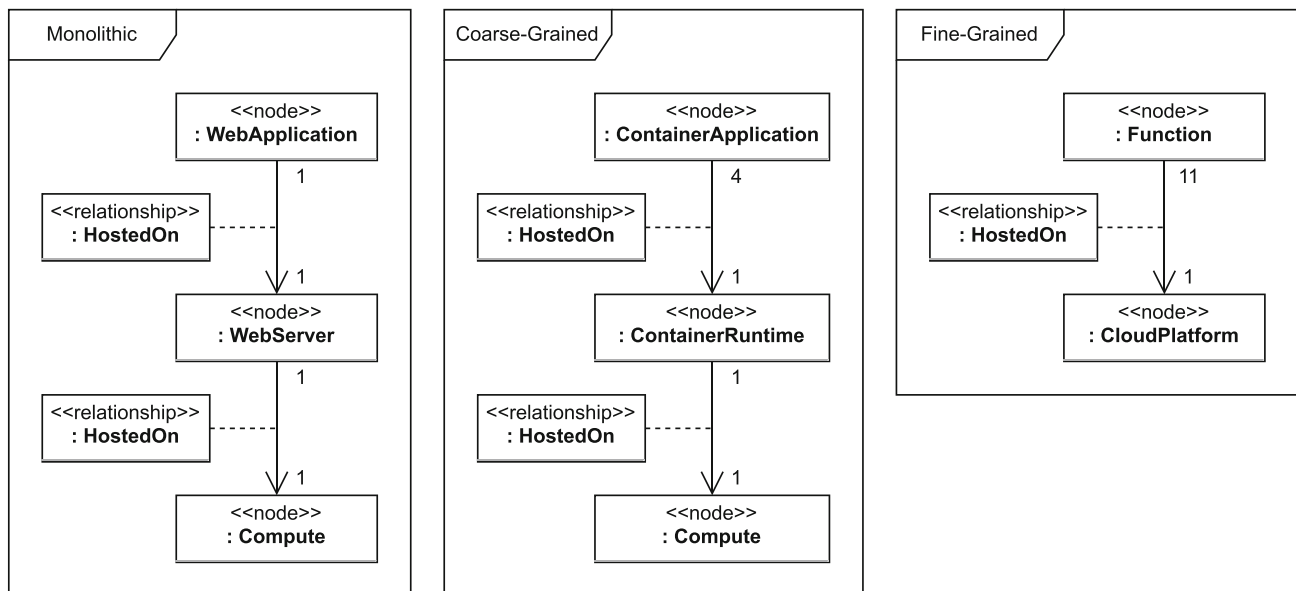 Monolithic
<<node>>
: WebApplication
1
<<relationship>>
: HostedOn
1
<<node>>
: WebServer
1
<<relationship>>
: HostedOn
1
<<node>>
: Compute
Coarse-Grained
<<node>>
: ContainerApplication
4
<<relationship>>
: HostedOn
1
<<node>>
: ContainerRuntime
1
<<relationship>>
: HostedOn
1
<<node>>
: Compute
Fine-Grained
<<node>>
: Function
11
<<relationship>>
: HostedOn
1
<<node>>
: CloudPlatform